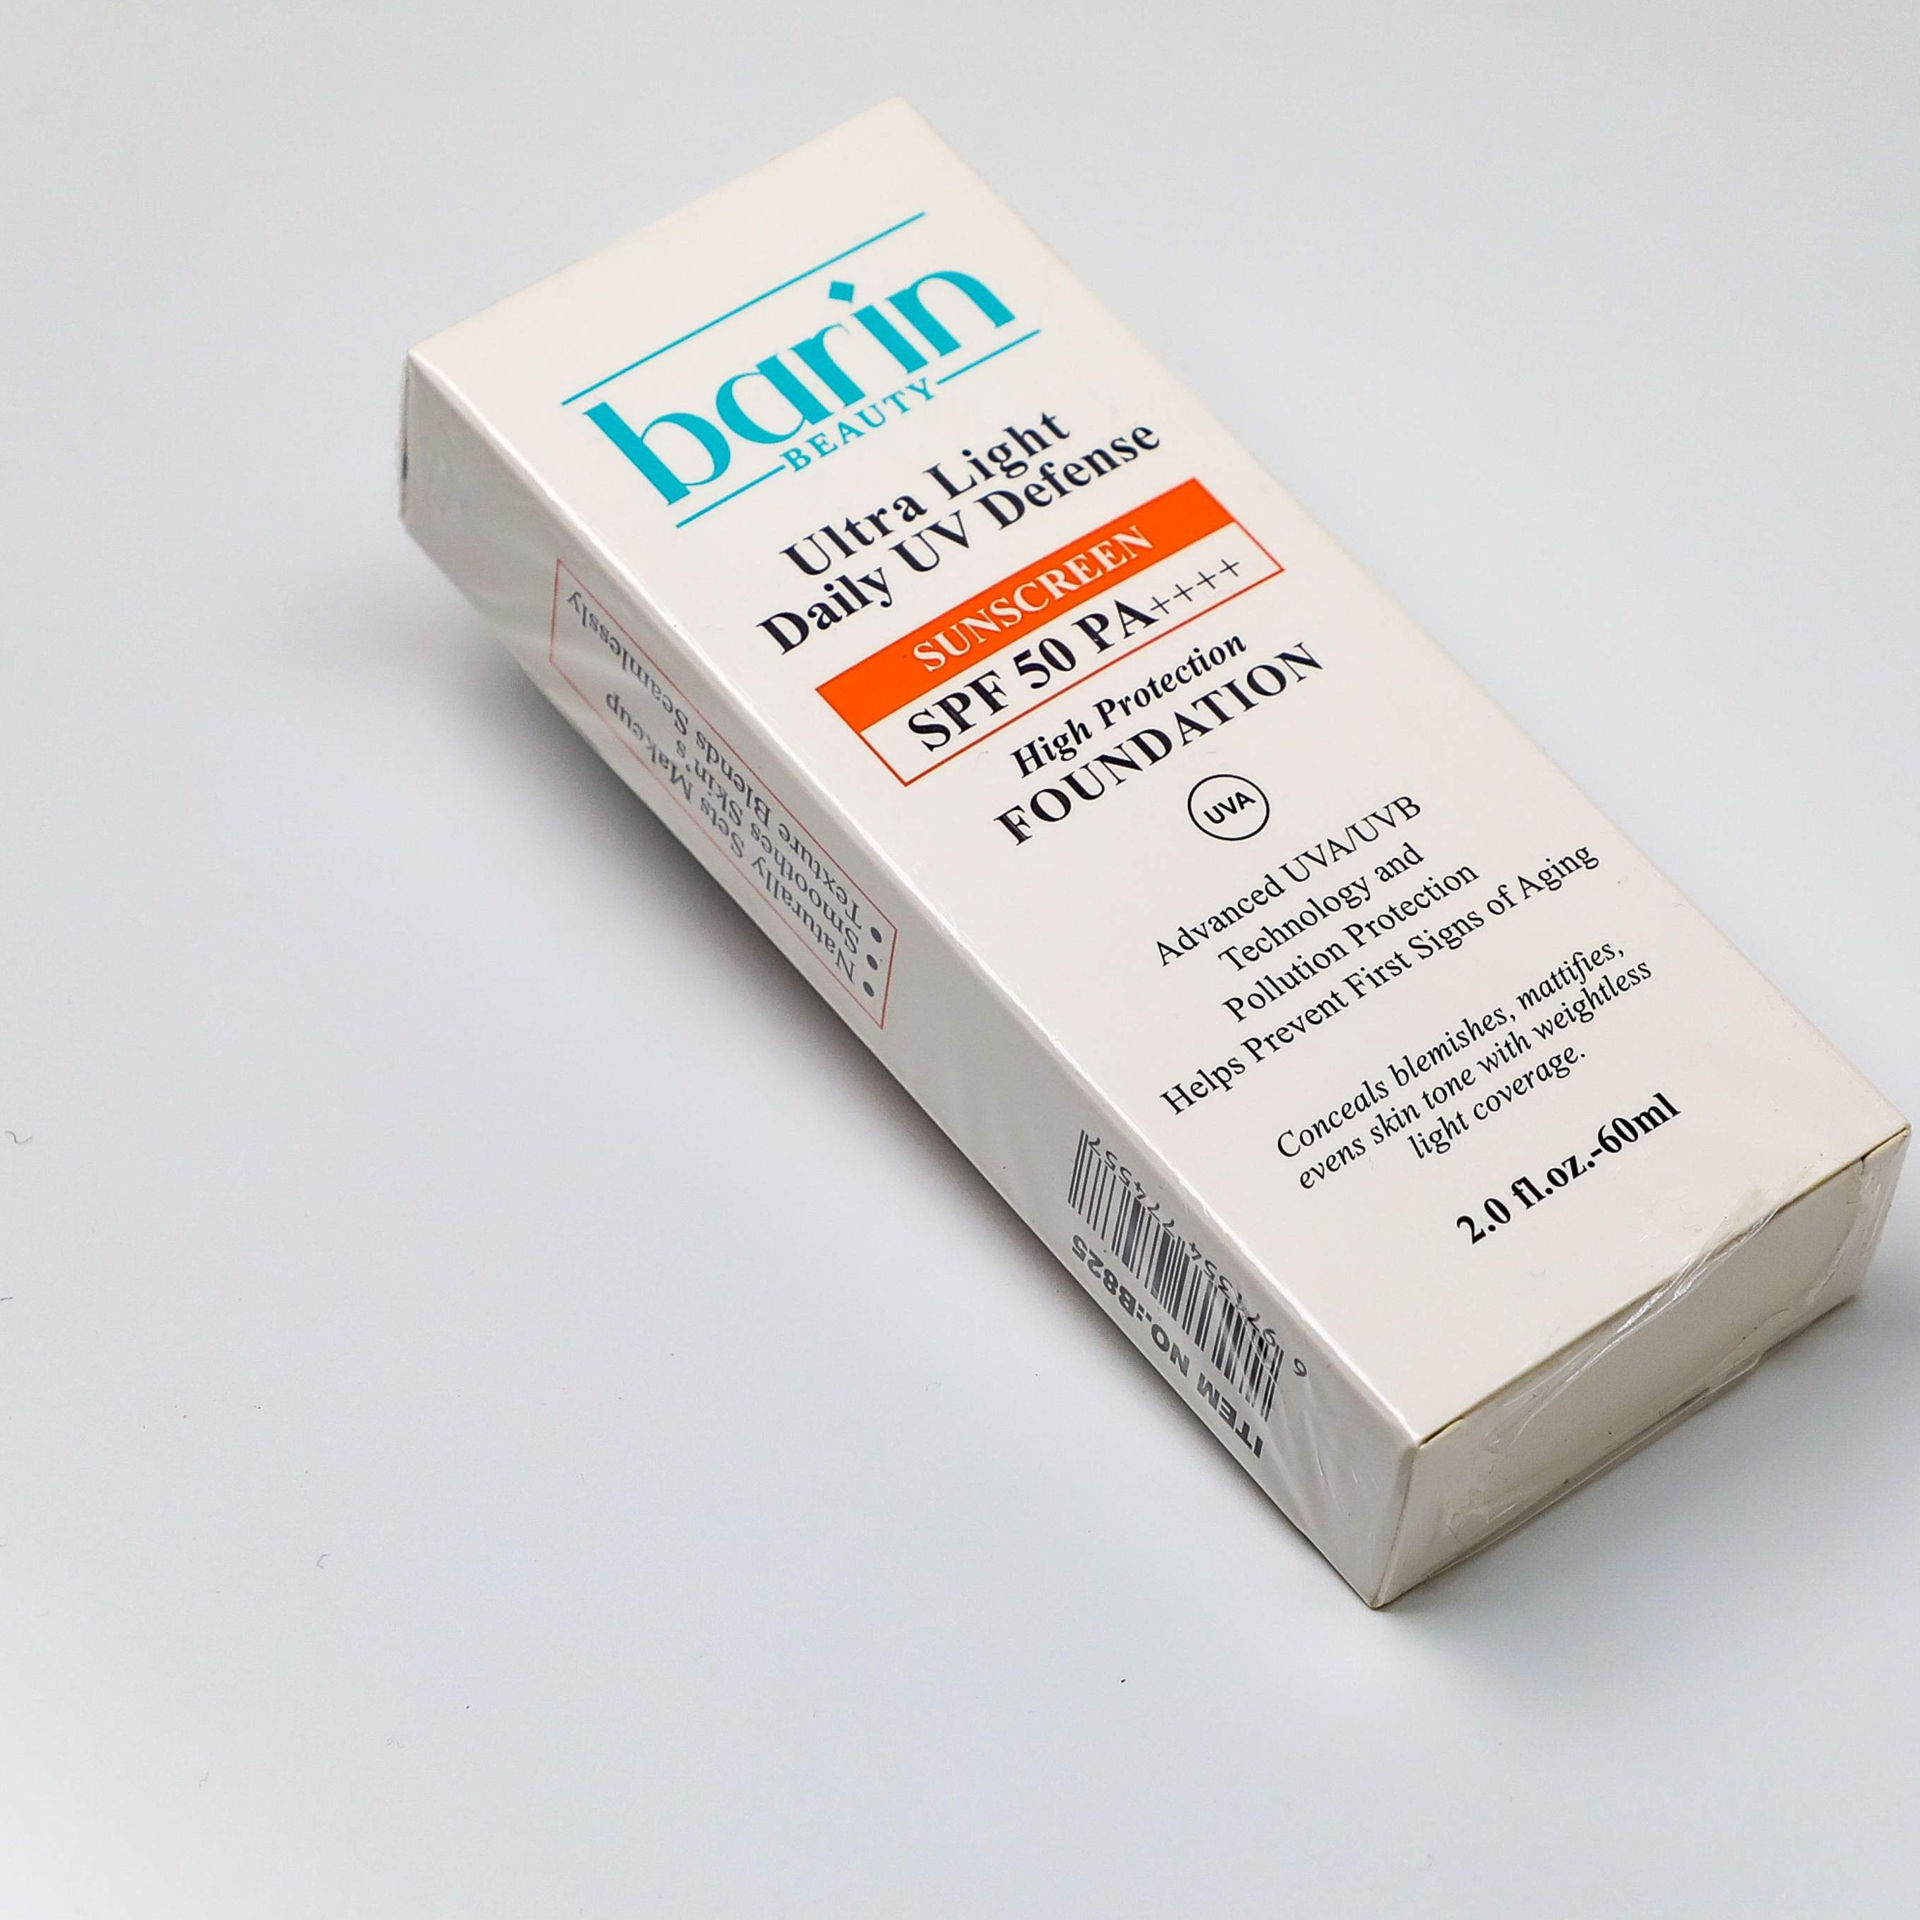 barin
BEAUTY
Ultra Light
Daily UV Defense
SUNSCREEN
SPF 50 PA++++
High Protection
FOUNDATION
UVA
Advanced UVA/UVB
Technology and
Pollution Protection
Helps Prevent First Signs of Aging
Conceals blemishes, mattifies,
evens skin tone with weightless
light coverage.
2.0 fl.oz.-60ml
• Naturally Sets Makeup
• Smoothes Skin's
• Texture Blends Seamlessly
ITEM NO.:B825